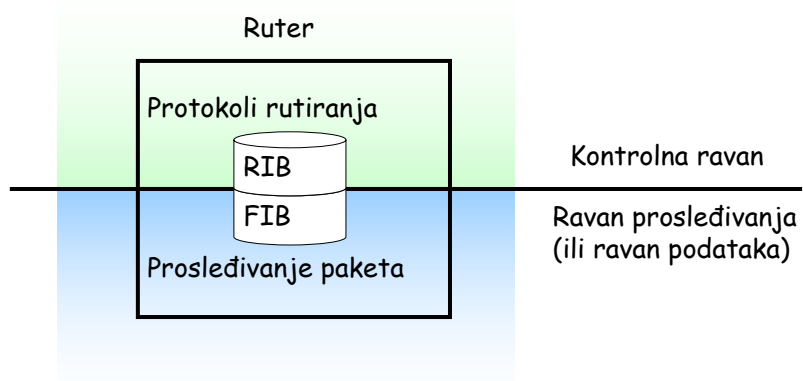 Ruter
Protokoli rutiranja
RIB
Kontrolna ravan
FIB
Ravan prosleđivanja
(ili ravan podataka)
Prosleđivanje paketa